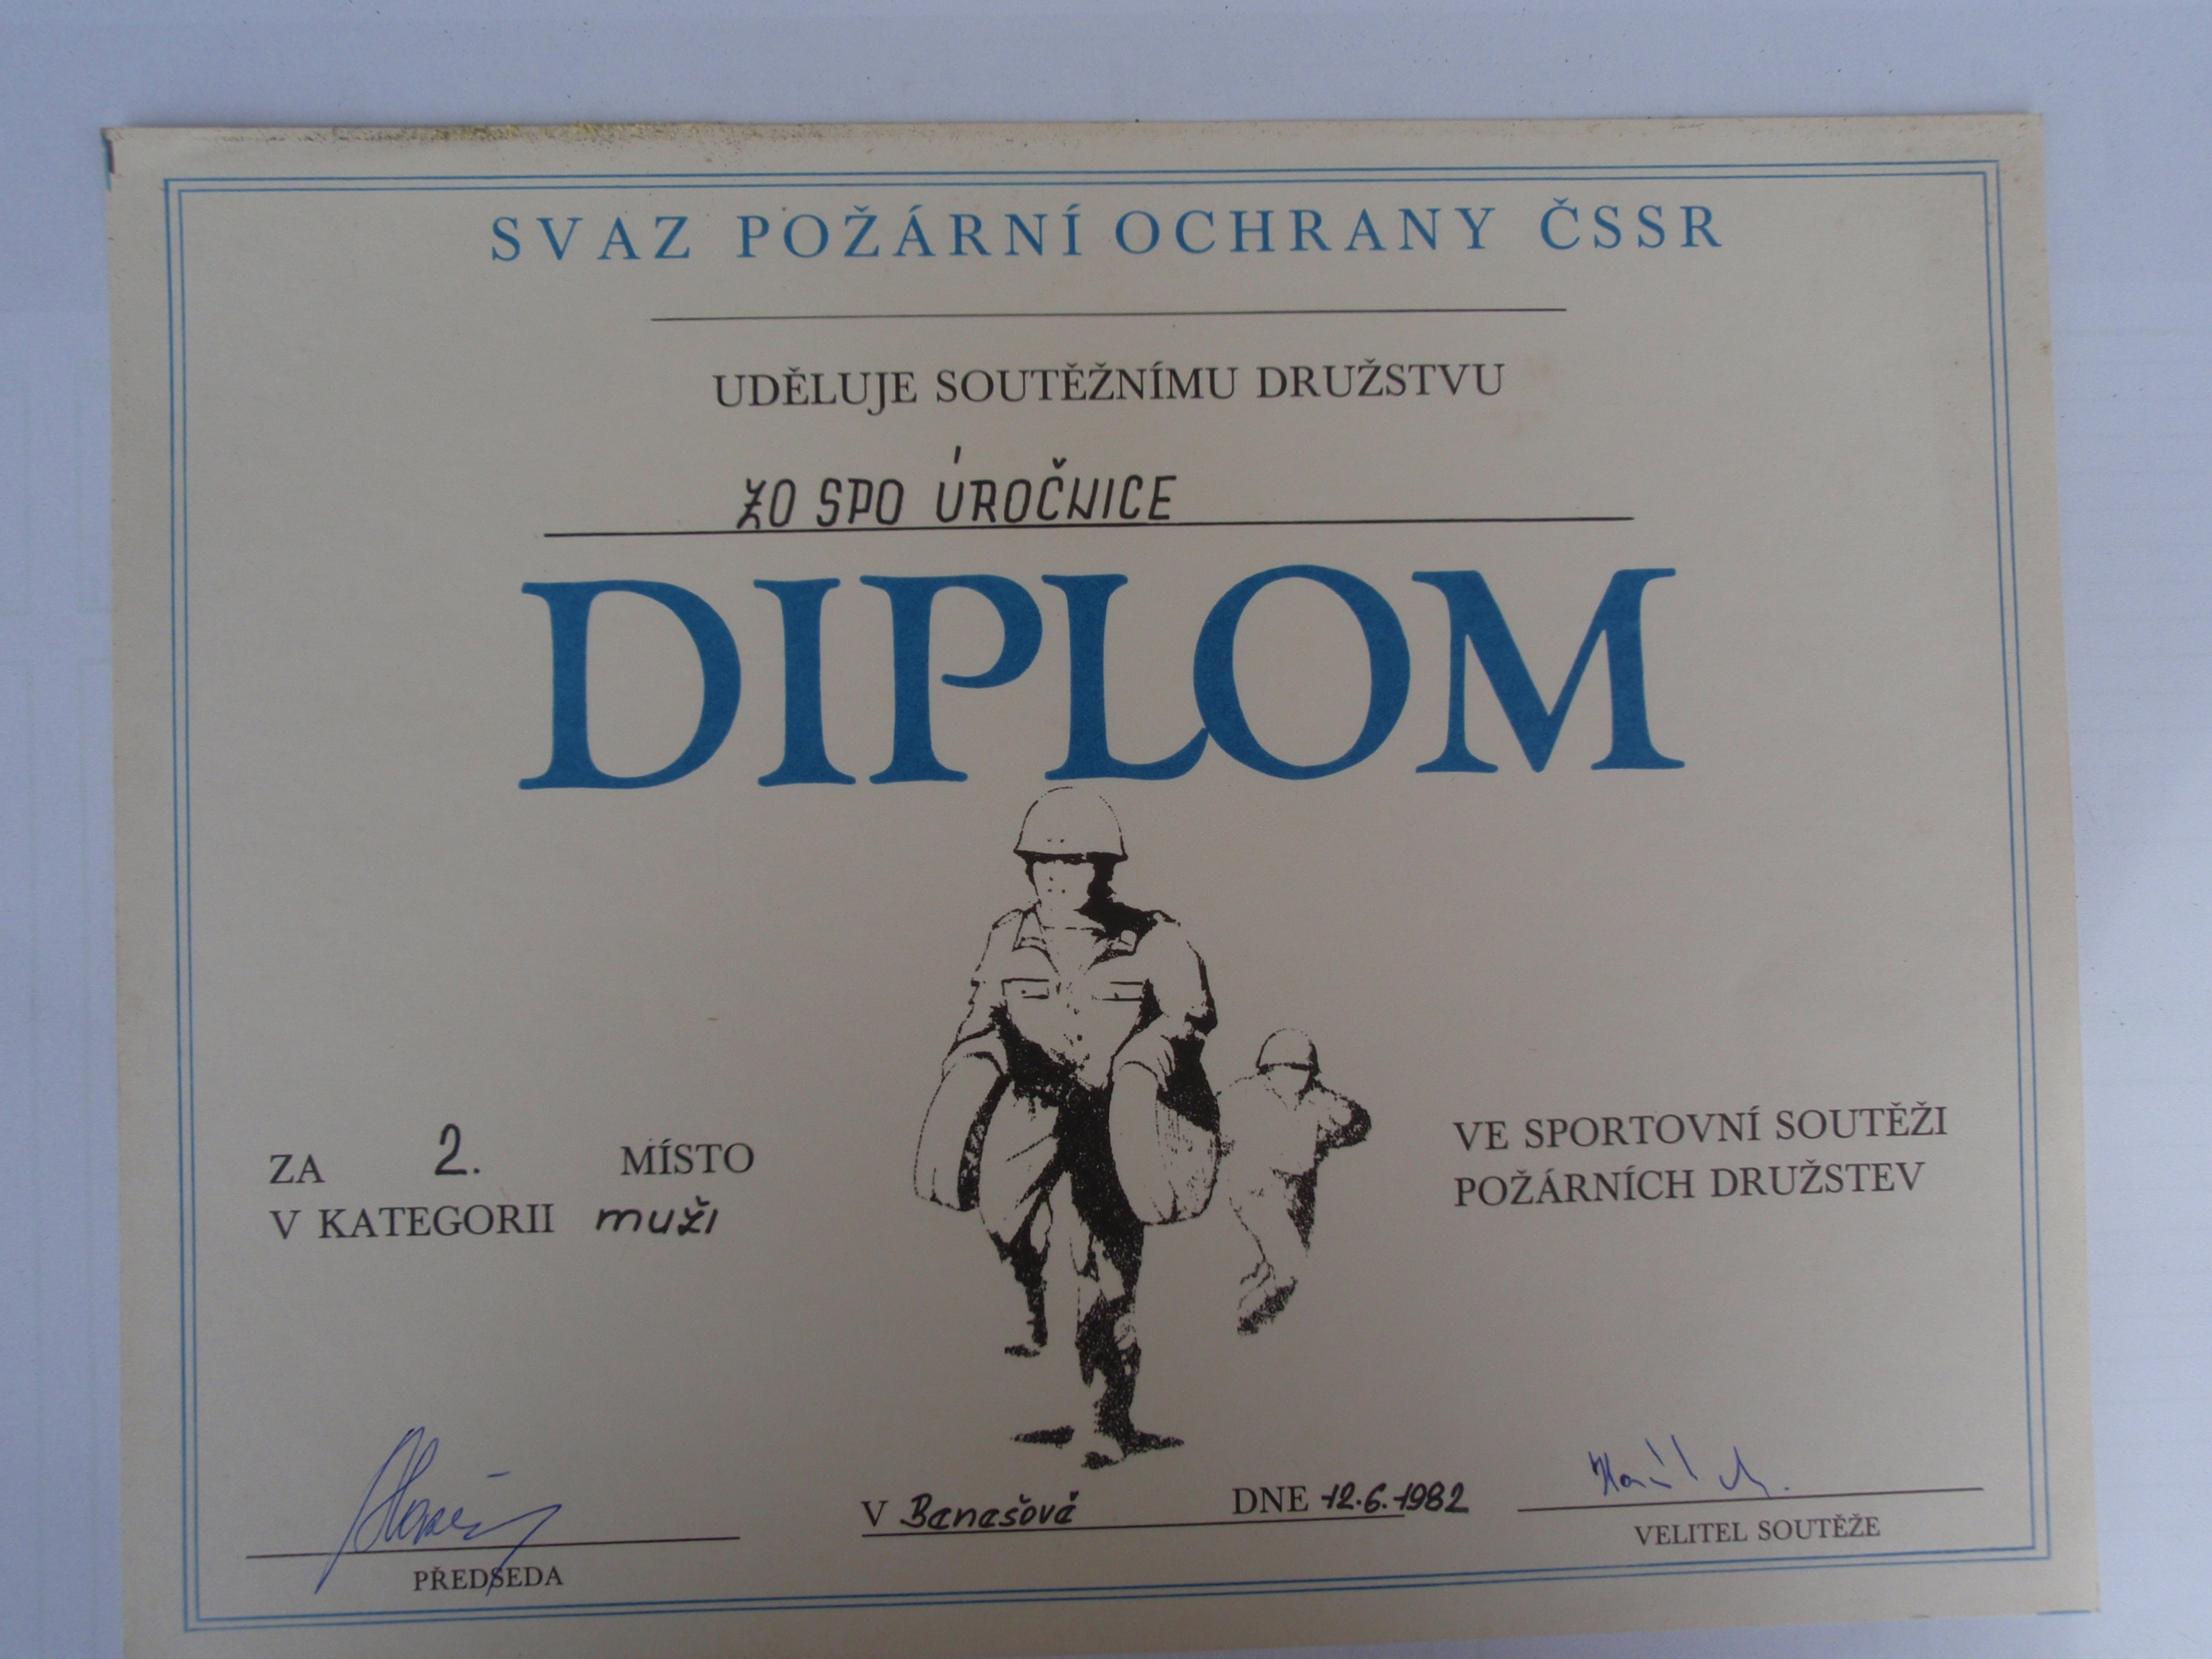 SVAZ POŽÁRNÍ OCHRANY ČSSR
UDĚLUJE SOUTĚŽNÍMU DRUŽSTVU
ZO SPO ÚROČNICE
DIPLOM
ZA 2. MÍSTO
V KATEGORII muži
VE SPORTOVNÍ SOUTĚŽI
POŽÁRNÍCH DRUŽSTEV
V Benešově DNE 12.6.1982
PŘEDSEDA
VELITEL SOUTĚŽE